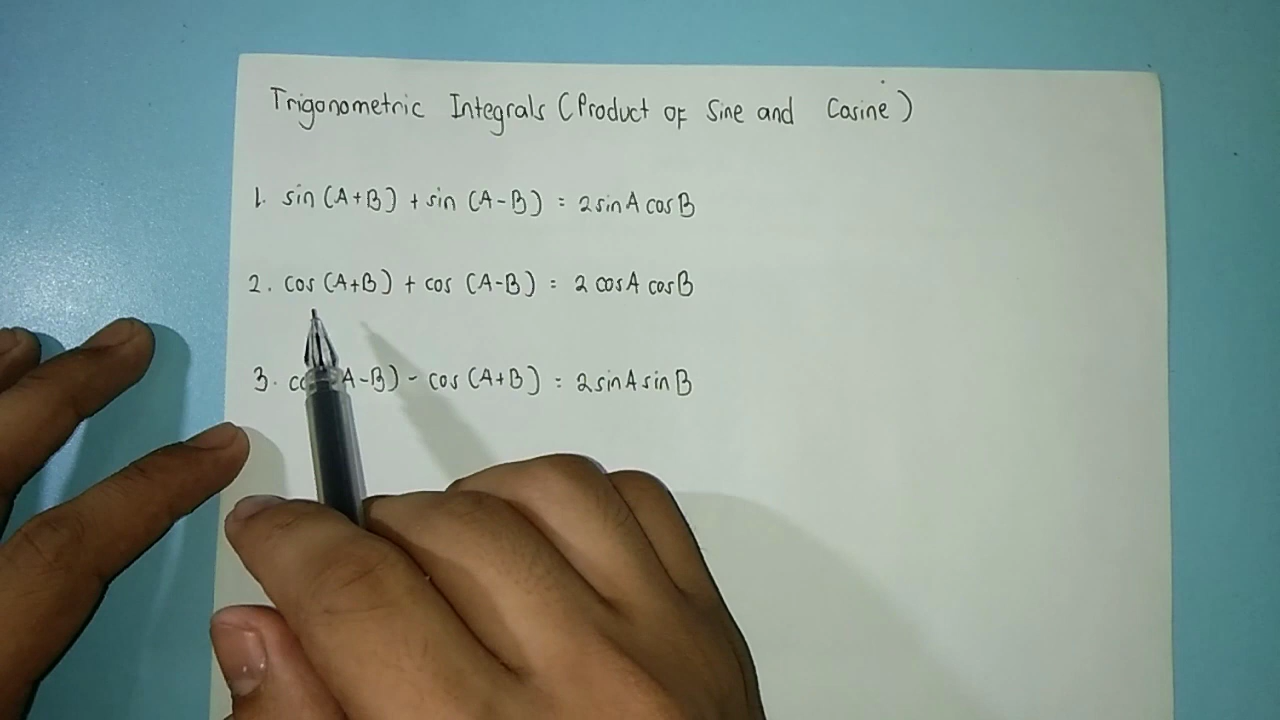 Trigonometric Integrals (Product of Sine and Cosine)
1. sin (A+B) + sin (A-B) = 2 sin A cos B
2. cos (A+B) + cos (A-B) = 2 cos A cos B
3. (A-B) - cos (A+B) = 2 sin A sin B